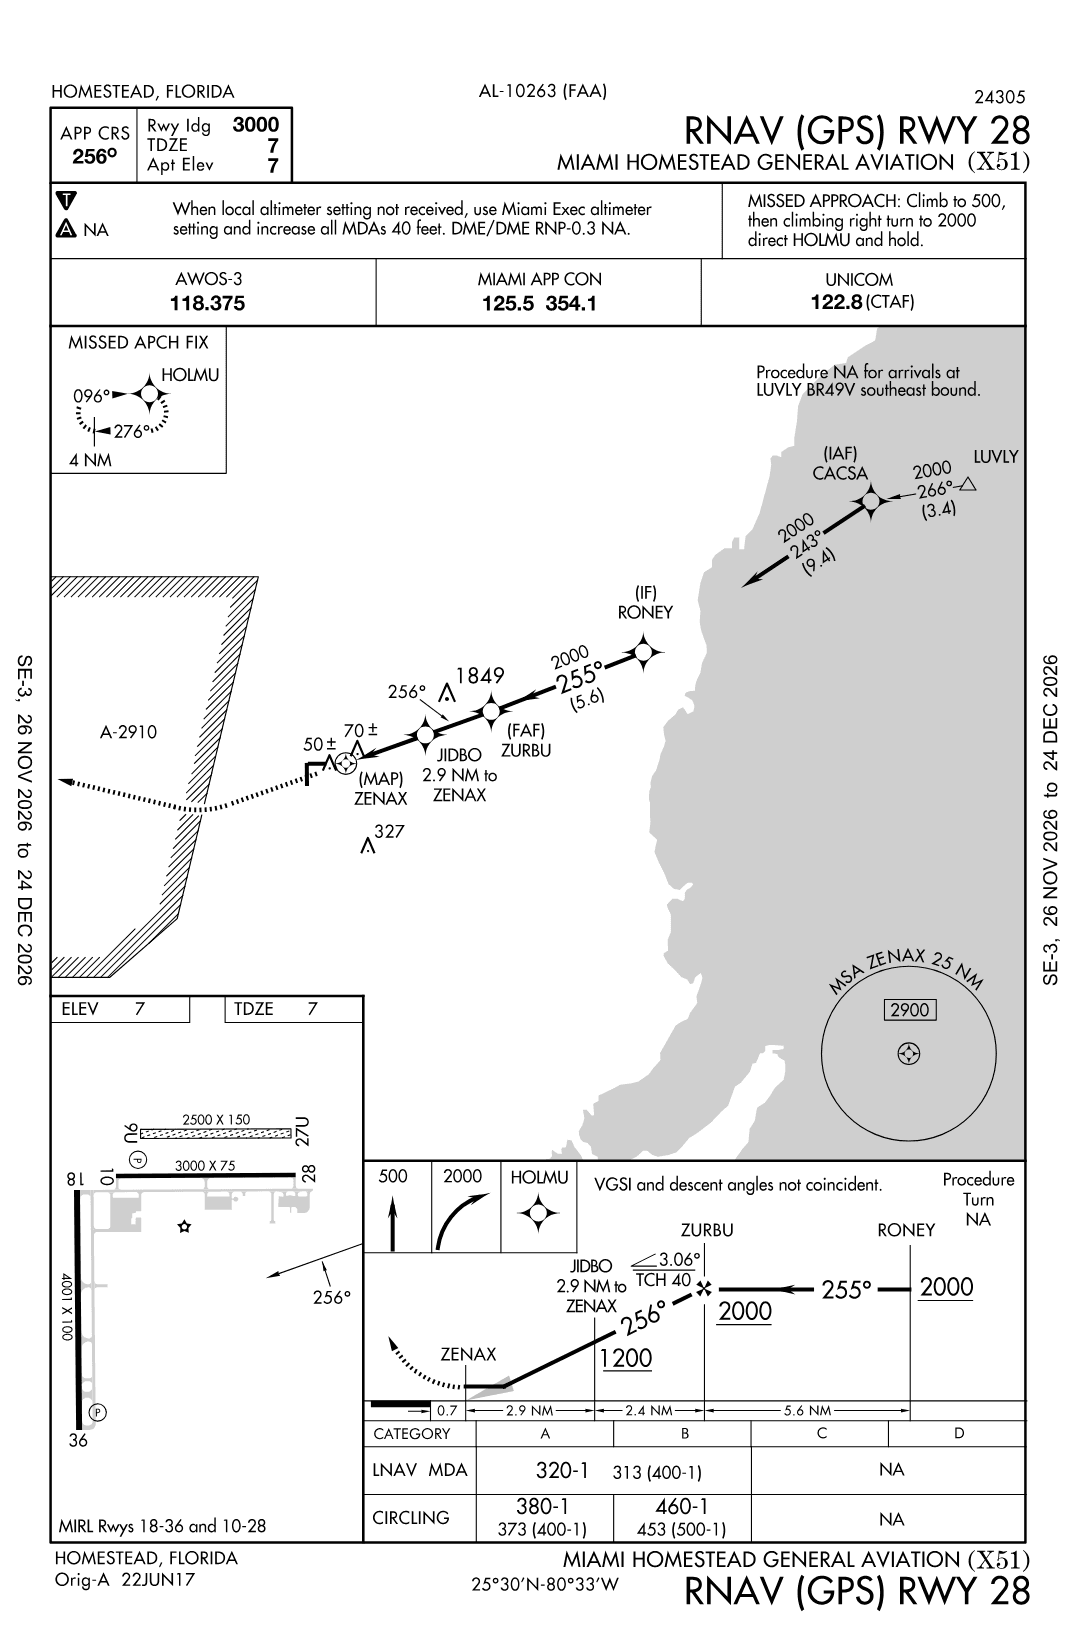 HOMESTEAD, FLORIDA
AL-10263 (FAA)
24305
APP CRS
256°
Rwy ldg 3000
TDZE 7
Apt Elev 7
RNAV (GPS) RWY 28
MIAMI HOMESTEAD GENERAL AVIATION (X51)
T
A NA
When local altimeter setting not received, use Miami Exec altimeter
setting and increase all MDAs 40 feet. DME/DME RNP-0.3 NA.
MISSED APPROACH: Climb to 500,
then climbing right turn to 2000
direct HOLMU and hold.
AWOS-3
118.375
MIAMI APP CON
125.5 354.1
UNICOM
122.8 (CTAF)
MISSED APCH FIX
HOLMU
096°
276°
4 NM
Procedure NA for arrivals at
LUVLY BR49V southeast bound.
(IAF)
CACSA
LUVLY
2000
266°
(3.4)
2000
243°
(9.4)
(IF)
RONEY
2000
255°
(5.6)
1849
256°
(FAF)
ZURBU
JIDBO
2.9 NM to
ZENAX
70±
50±
(MAP)
ZENAX
327
A-2910
SE-3, 26 NOV 2026 to 24 DEC 2026
SE-3, 26 NOV 2026 to 24 DEC 2026
MSA ZENAX 25 NM
2900
ELEV 7
TDZE 7
2500 X 150
9U
27U
P
3000 X 75
10
28
18
4001 X 100
36
P
256°
MIRL Rwys 18-36 and 10-28
500
2000
HOLMU
VGSI and descent angles not coincident.
Procedure
Turn
NA
ZURBU
RONEY
JIDBO
2.9 NM to
ZENAX
3.06°
TCH 40
256°
255°
2000
2000
1200
ZENAX
0.7
2.9 NM
2.4 NM
5.6 NM
CATEGORY A B C D
LNAV MDA 320-1 313 (400-1) NA
CIRCLING
380-1
373 (400-1)
460-1
453 (500-1)
NA
HOMESTEAD, FLORIDA
Orig-A 22JUN17
25°30'N-80°33'W
MIAMI HOMESTEAD GENERAL AVIATION (X51)
RNAV (GPS) RWY 28